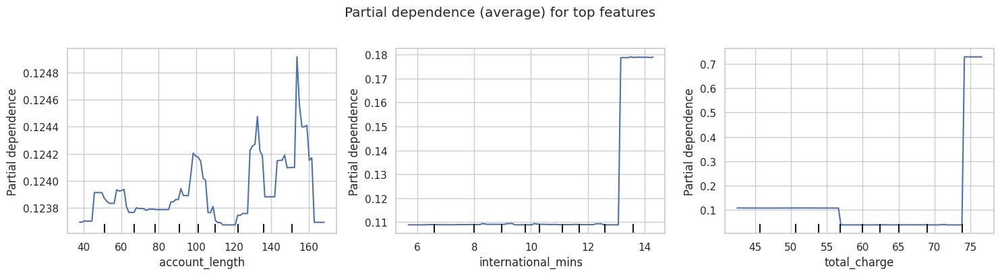 Partial dependence (average) for top features
Partial dependence
0.1248
0.1246
0.1244
0.1242
0.1240
0.1238
40 60 80 100 120 140 160
account_length
Partial dependence
0.18
0.17
0.16
0.15
0.14
0.13
0.12
0.11
6 8 10 12 14
international_mins
Partial dependence
0.7
0.6
0.5
0.4
0.3
0.2
0.1
45 50 55 60 65 70 75
total_charge